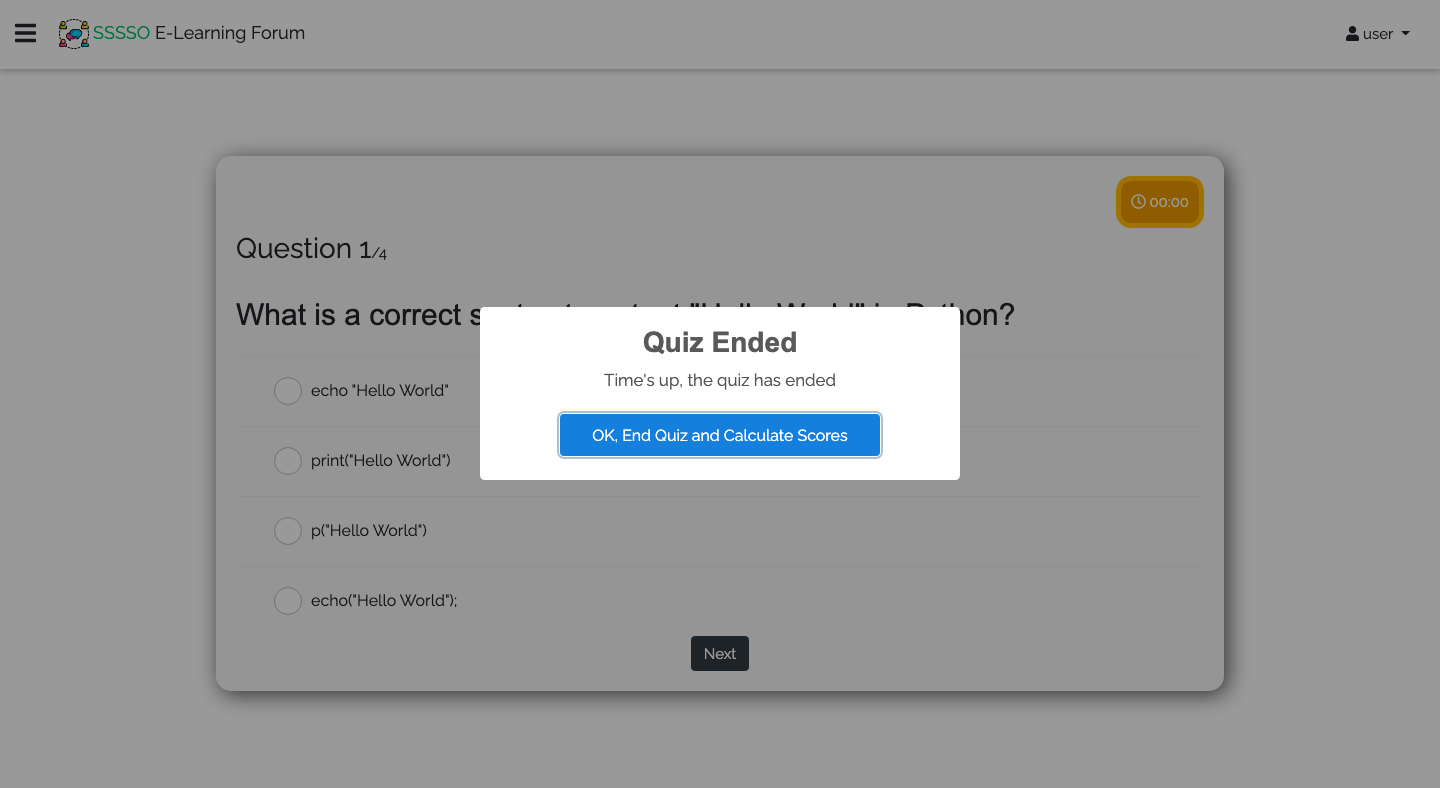 SSSSO E-Learning Forum
user
00:00
Question 1/4
What is a correct
Python?
Quiz Ended
Time's up, the quiz has ended
OK, End Quiz and Calculate Scores
echo "Hello World"
print("Hello World")
p("Hello World")
echo("Hello World");
Next